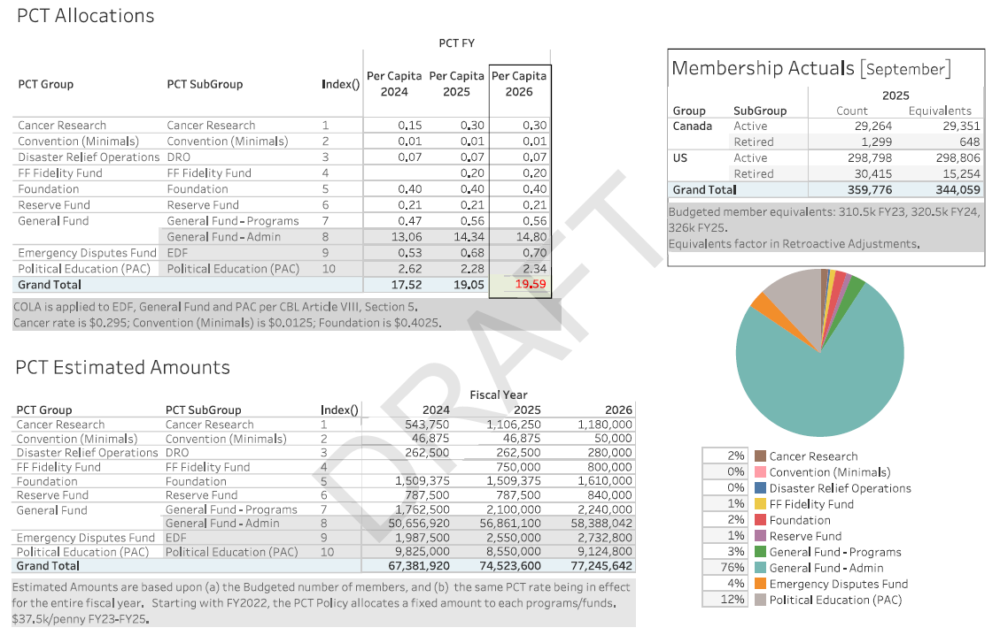 PCT Allocations
PCT FY
PCT Group PCT SubGroup Index() Per Capita 2024 Per Capita 2025 Per Capita 2026
Cancer Research Cancer Research 1 0.15 0.30 0.30
Convention (Minimals) Convention (Minimals) 2 0.01 0.01 0.01
Disaster Relief Operations DRO 3 0.07 0.07 0.07
FF Fidelity Fund FF Fidelity Fund 4 0.20 0.20
Foundation Foundation 5 0.40 0.40 0.40
Reserve Fund Reserve Fund 6 0.21 0.21 0.21
General Fund General Fund - Programs 7 0.47 0.56 0.56
General Fund - Admin 8 13.06 14.34 14.80
Emergency Disputes Fund EDF 9 0.53 0.68 0.70
Political Education (PAC) Political Education (PAC) 10 2.62 2.28 2.34
Grand Total 17.52 19.05 19.59
COLA is applied to EDF, General Fund and PAC per CBL Article VIII, Section 5.
Cancer rate is $0.295; Convention (Minimals) is $0.0125; Foundation is $0.4025.
Membership Actuals [September]
2025
Group SubGroup Count Equivalents
Canada Active 29,264 29,351
Retired 1,299 648
US Active 298,798 298,806
Retired 30,415 15,254
Grand Total 359,776 344,059
Budgeted member equivalents: 310.5k FY23, 320.5k FY24,
326k FY25.
Equivalents factor in Retroactive Adjustments.
PCT Estimated Amounts
Fiscal Year
PCT Group PCT SubGroup Index() 2024 2025 2026
Cancer Research Cancer Research 1 543,750 1,106,250 1,180,000
Convention (Minimals) Convention (Minimals) 2 46,875 46,875 50,000
Disaster Relief Operations DRO 3 262,500 262,500 280,000
FF Fidelity Fund FF Fidelity Fund 4 750,000 800,000
Foundation Foundation 5 1,509,375 1,509,375 1,610,000
Reserve Fund Reserve Fund 6 787,500 787,500 840,000
General Fund General Fund - Programs 7 1,762,500 2,100,000 2,240,000
General Fund - Admin 8 50,656,920 56,861,100 58,388,042
Emergency Disputes Fund EDF 9 1,987,500 2,550,000 2,732,800
Political Education (PAC) Political Education (PAC) 10 9,825,000 8,550,000 9,124,800
Grand Total 67,381,920 74,523,600 77,245,642
Estimated Amounts are based upon (a) the Budgeted number of members, and (b) the same PCT rate being in effect
for the entire fiscal year. Starting with FY2022, the PCT Policy allocates a fixed amount to each programs/funds.
$37.5k/penny FY23-FY25.
2% Cancer Research
0% Convention (Minimals)
0% Disaster Relief Operations
1% FF Fidelity Fund
2% Foundation
1% Reserve Fund
3% General Fund - Programs
76% General Fund - Admin
4% Emergency Disputes Fund
12% Political Education (PAC)
DRAFT